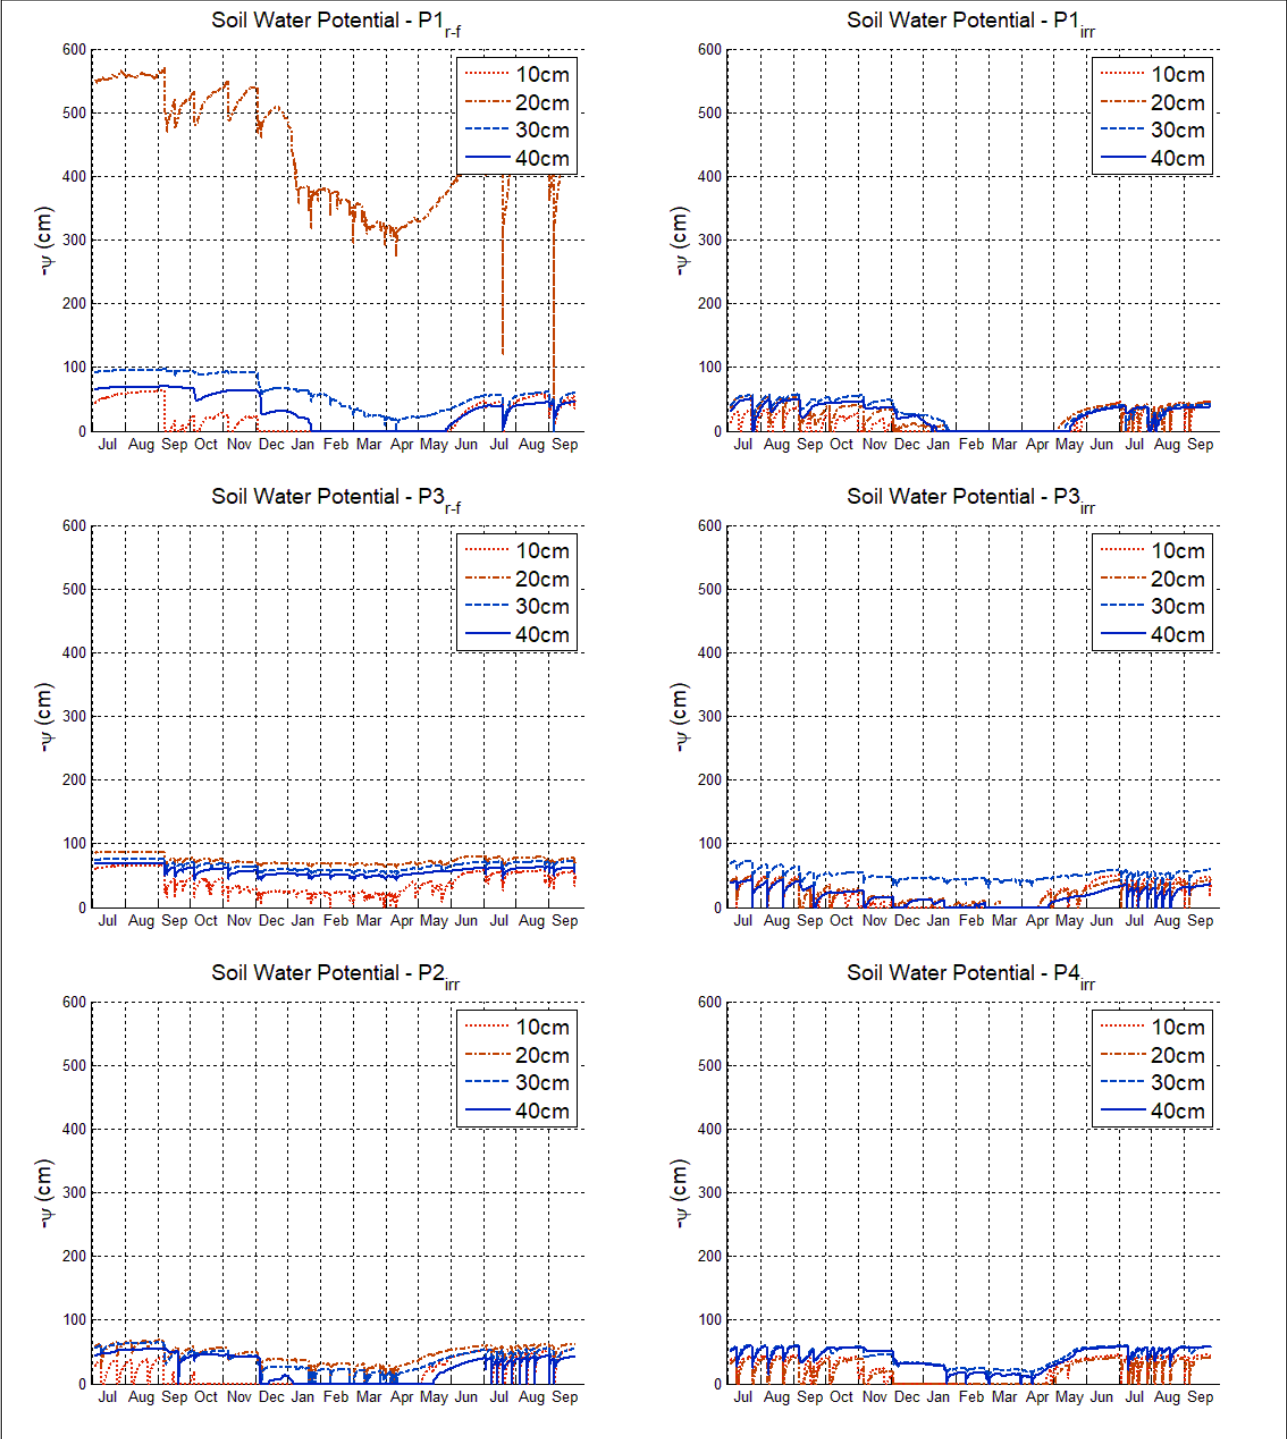 Soil Water Potential - P1r-f
600
500
400
300
200
100
0
-ψ (cm)
10cm
20cm
30cm
40cm
Jul Aug Sep Oct Nov Dec Jan Feb Mar Apr May Jun Jul Aug Sep
Soil Water Potential - P1irr
600
500
400
300
200
100
0
-ψ (cm)
10cm
20cm
30cm
40cm
Jul Aug Sep Oct Nov Dec Jan Feb Mar Apr May Jun Jul Aug Sep
Soil Water Potential - P3r-f
600
500
400
300
200
100
0
-ψ (cm)
10cm
20cm
30cm
40cm
Jul Aug Sep Oct Nov Dec Jan Feb Mar Apr May Jun Jul Aug Sep
Soil Water Potential - P3irr
600
500
400
300
200
100
0
-ψ (cm)
10cm
20cm
30cm
40cm
Jul Aug Sep Oct Nov Dec Jan Feb Mar Apr May Jun Jul Aug Sep
Soil Water Potential - P2irr
600
500
400
300
200
100
0
-ψ (cm)
10cm
20cm
30cm
40cm
Jul Aug Sep Oct Nov Dec Jan Feb Mar Apr May Jun Jul Aug Sep
Soil Water Potential - P4irr
600
500
400
300
200
100
0
-ψ (cm)
10cm
20cm
30cm
40cm
Jul Aug Sep Oct Nov Dec Jan Feb Mar Apr May Jun Jul Aug Sep